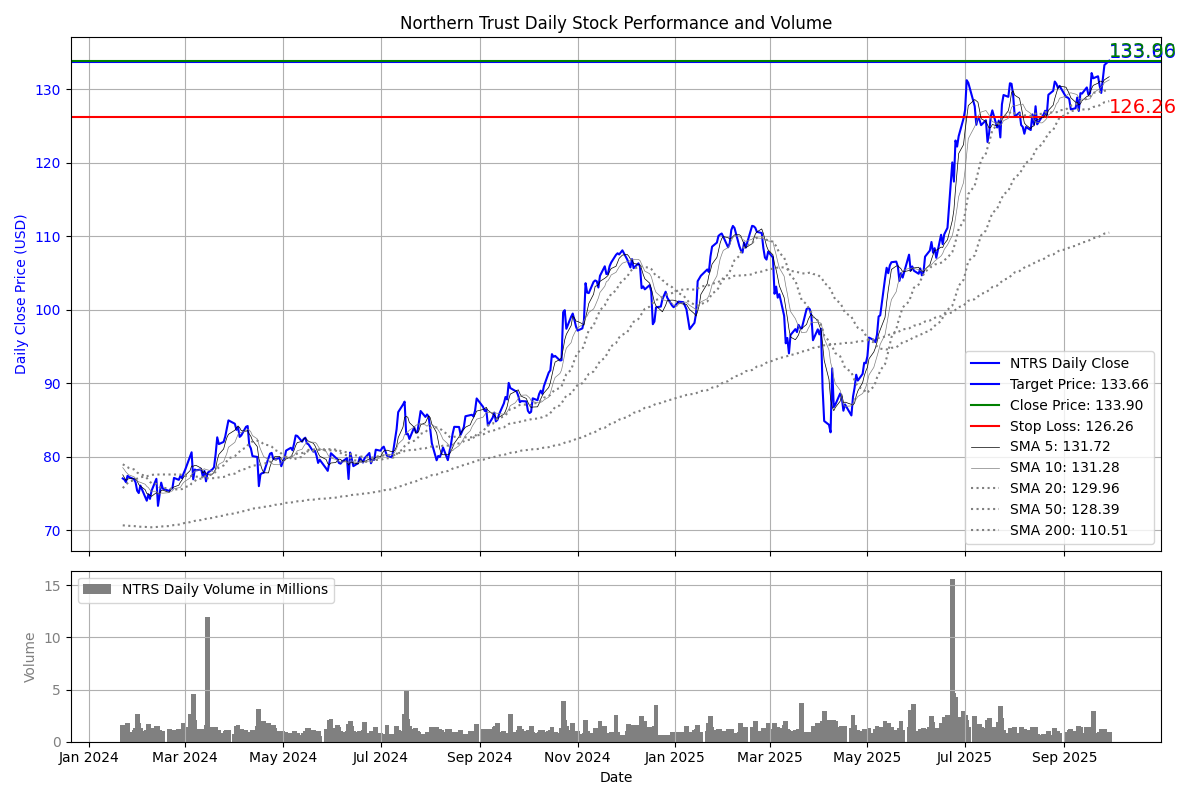 Northern Trust Daily Stock Performance and Volume
133.66
133.90
126.26
130
120
110
100
90
80
70
Daily Close Price (USD)
NTRS Daily Close
Target Price: 133.66
Close Price: 133.90
Stop Loss: 126.26
SMA 5: 131.72
SMA 10: 131.28
SMA 20: 129.96
SMA 50: 128.39
SMA 200: 110.51
15
10
5
0
Volume
NTRS Daily Volume in Millions
Jan 2024 Mar 2024 May 2024 Jul 2024 Sep 2024 Nov 2024 Jan 2025 Mar 2025 May 2025 Jul 2025 Sep 2025
Date